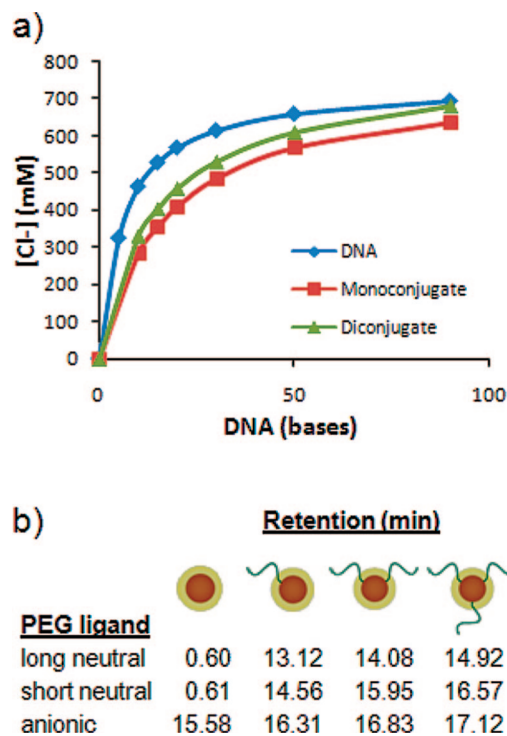 a)
800
700
600
500
400
300
200
100
0
[Cl-] (mM)
DNA
Monoconjugate
Diconjugate
0 50 100
DNA (bases)
b)
Retention (min)
PEG ligand
long neutral 0.60 13.12 14.08 14.92
short neutral 0.61 14.56 15.95 16.57
anionic 15.58 16.31 16.83 17.12